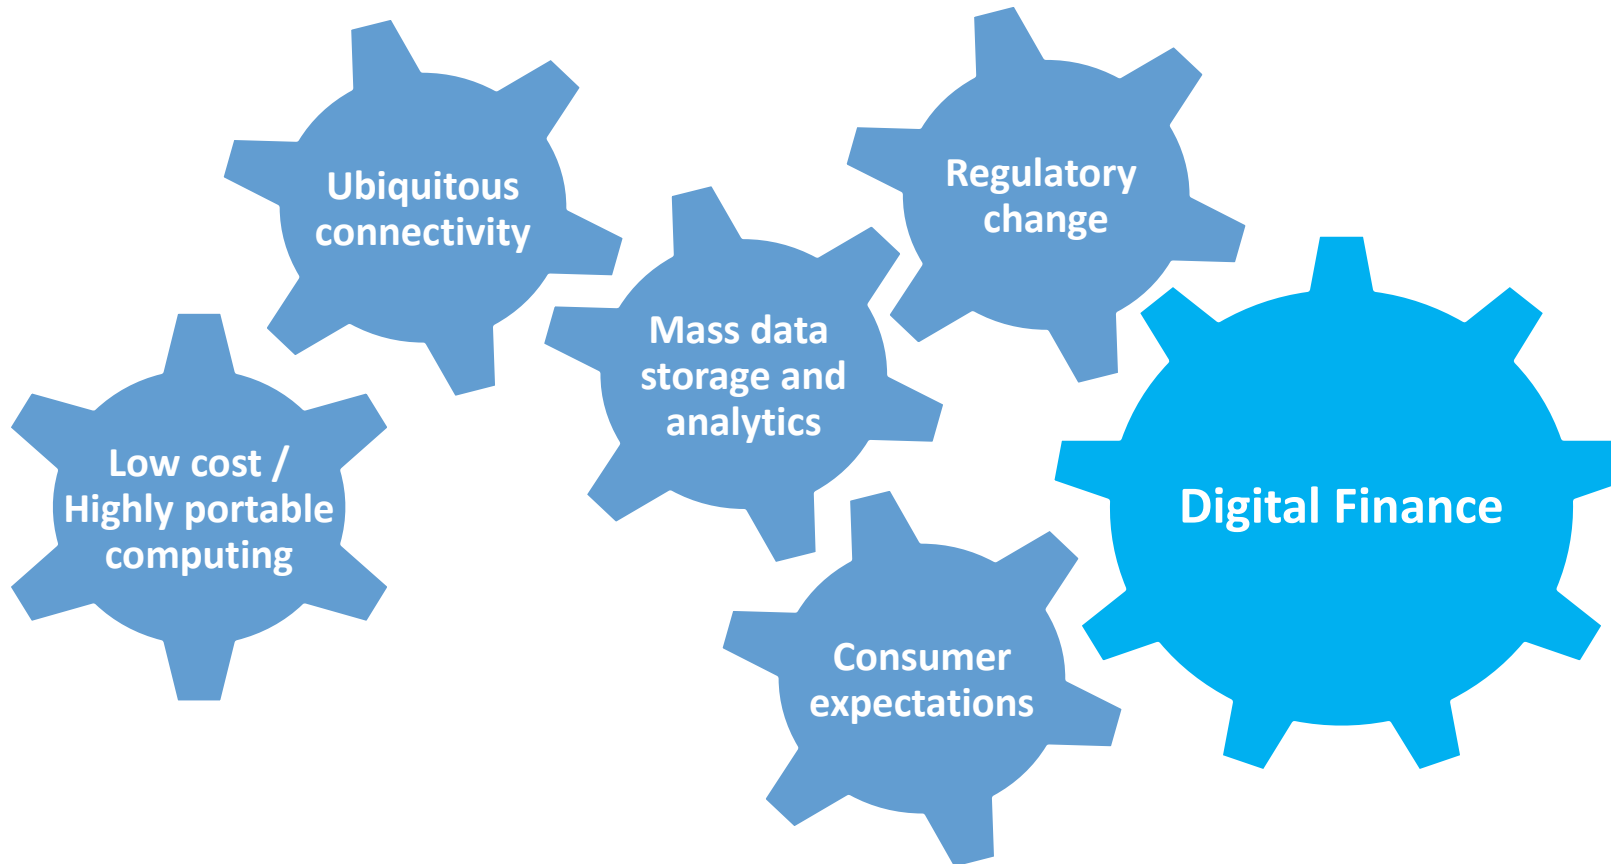 Ubiquitous
connectivity
Regulatory
change
Mass data
storage and
analytics
Low cost /
Highly portable
computing
Digital Finance
Consumer
expectations